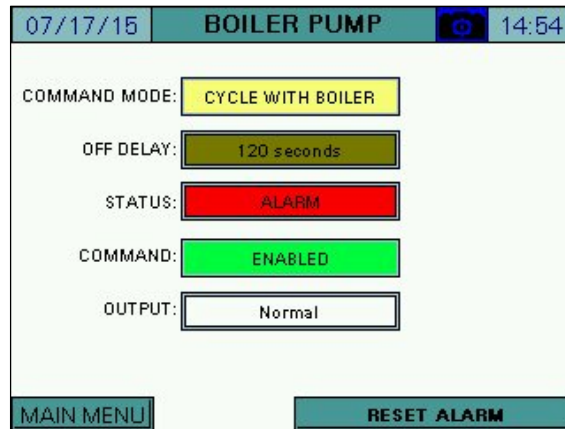 07/17/15 BOILER PUMP 14:54
COMMAND MODE: CYCLE WITH BOILER
OFF DELAY: 120 seconds
STATUS: ALARM
COMMAND: ENABLED
OUTPUT: Normal
MAIN MENU RESET ALARM